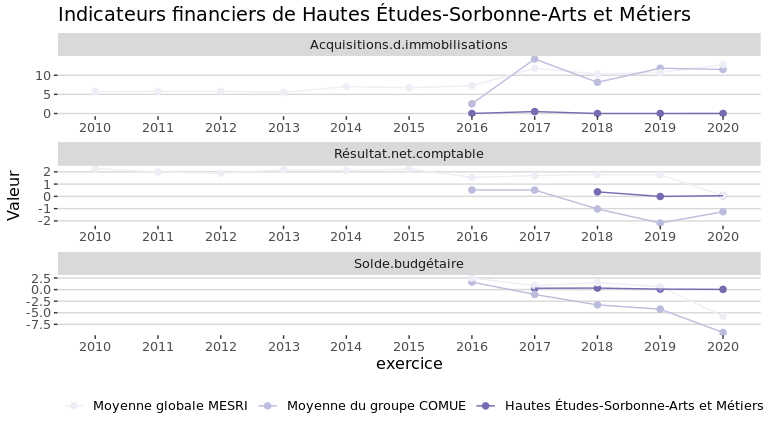 Indicateurs financiers de Hautes Études-Sorbonne-Arts et Métiers
Acquisitions.d.immobilisations
10
5
0
2010 2011 2012 2013 2014 2015 2016 2017 2018 2019 2020
Résultat.net.comptable
2
1
0
-1
-2
2010 2011 2012 2013 2014 2015 2016 2017 2018 2019 2020
Valeur
Solde.budgétaire
2.5
0.0
-2.5
-5.0
-7.5
2010 2011 2012 2013 2014 2015 2016 2017 2018 2019 2020
exercice
Moyenne globale MESRI Moyenne du groupe COMUE Hautes Études-Sorbonne-Arts et Métiers